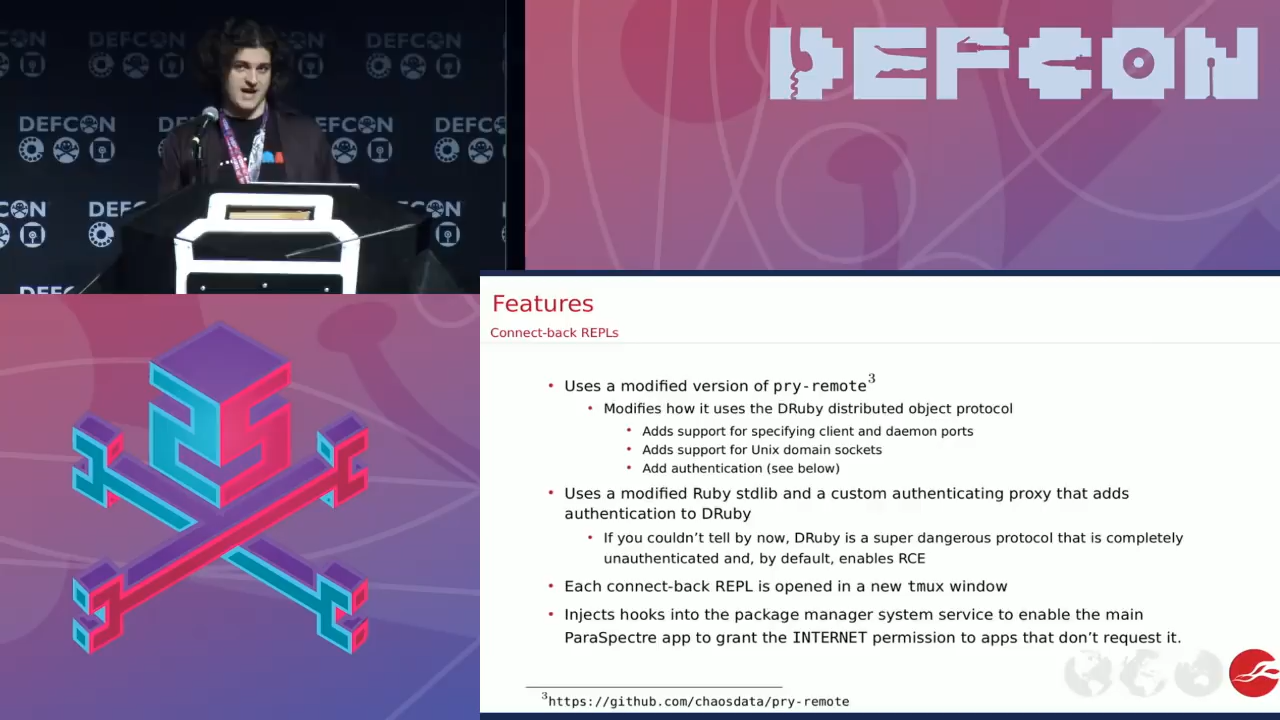 DEFCON
DEFCON
DEFCON
DEFCON
DEFCON
DEFCON
Features
Connect-back REPLs
• Uses a modified version of pry-remote3
• Modifies how it uses the DRuby distributed object protocol
• Adds support for specifying client and daemon ports
• Adds support for Unix domain sockets
• Add authentication (see below)
• Uses a modified Ruby stdlib and a custom authenticating proxy that adds
authentication to DRuby
• If you couldn't tell by now, DRuby is a super dangerous protocol that is completely
unauthenticated and, by default, enables RCE
• Each connect-back REPL is opened in a new tmux window
• Injects hooks into the package manager system service to enable the main
ParaSpectre app to grant the INTERNET permission to apps that don't request it.
3https://github.com/chaosdata/pry-remote